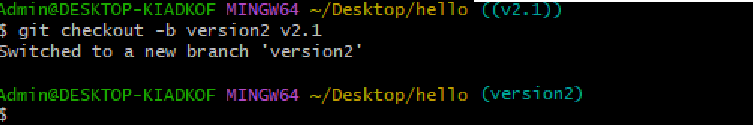 Admin@DESKTOP-KIADKOF MINGW64 ~/Desktop/hello ((v2.1))
$ git checkout -b version2 v2.1
Switched to a new branch 'version2'
Admin@DESKTOP-KIADKOF MINGW64 ~/Desktop/hello (version2)
$